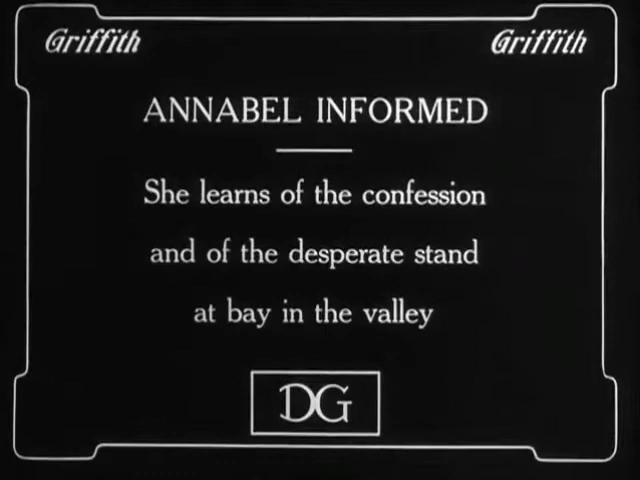 Griffith Griffith
ANNABEL INFORMED
She learns of the confession
and of the desperate stand
at bay in the valley
DG